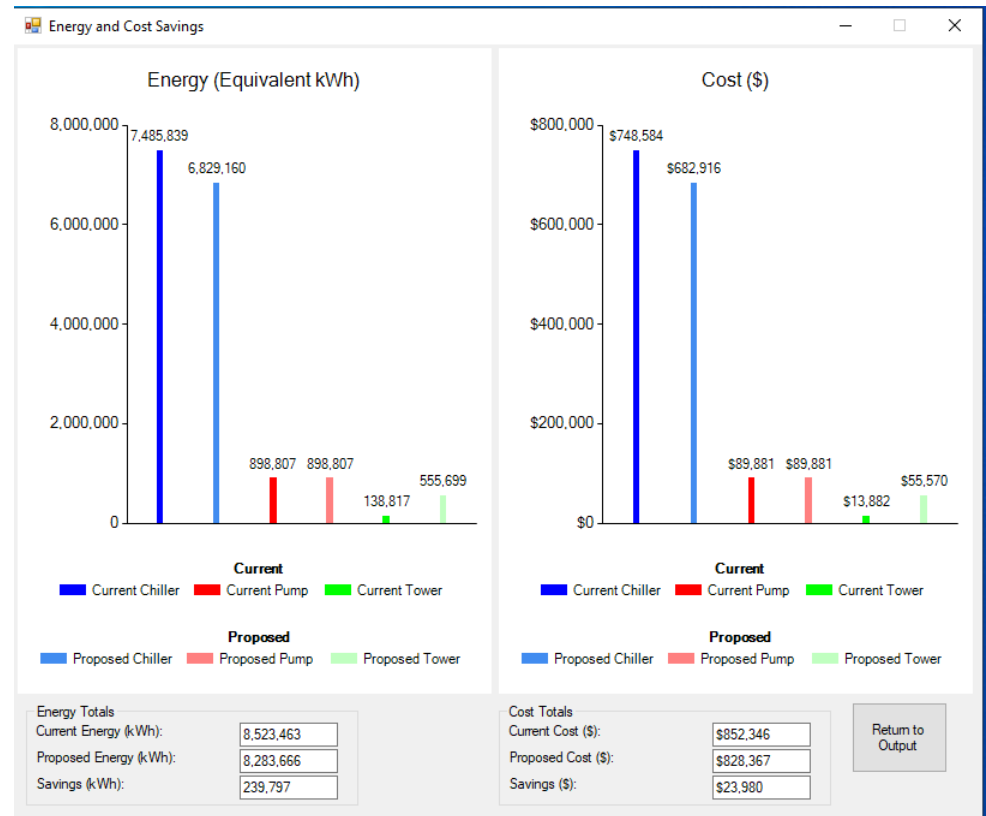 Energy and Cost Savings
Energy (Equivalent kWh)
8,000,000
7,485,839
6,829,160
6,000,000
4,000,000
2,000,000
898,807 898,807
555,699
138,817
0
Current
Current Chiller Current Pump Current Tower
Proposed
Proposed Chiller Proposed Pump Proposed Tower
Cost ($)
$800,000
$748,584
$682,916
$600,000
$400,000
$200,000
$89,881 $89,881
$55,570
$13,882
$0
Current
Current Chiller Current Pump Current Tower
Proposed
Proposed Chiller Proposed Pump Proposed Tower
Energy Totals
Current Energy (kWh): 8,523,463
Proposed Energy (kWh): 8,283,666
Savings (kWh): 239,797
Cost Totals
Current Cost ($): $852,346
Proposed Cost ($): $828,367
Savings ($): $23,980
Return to
Output